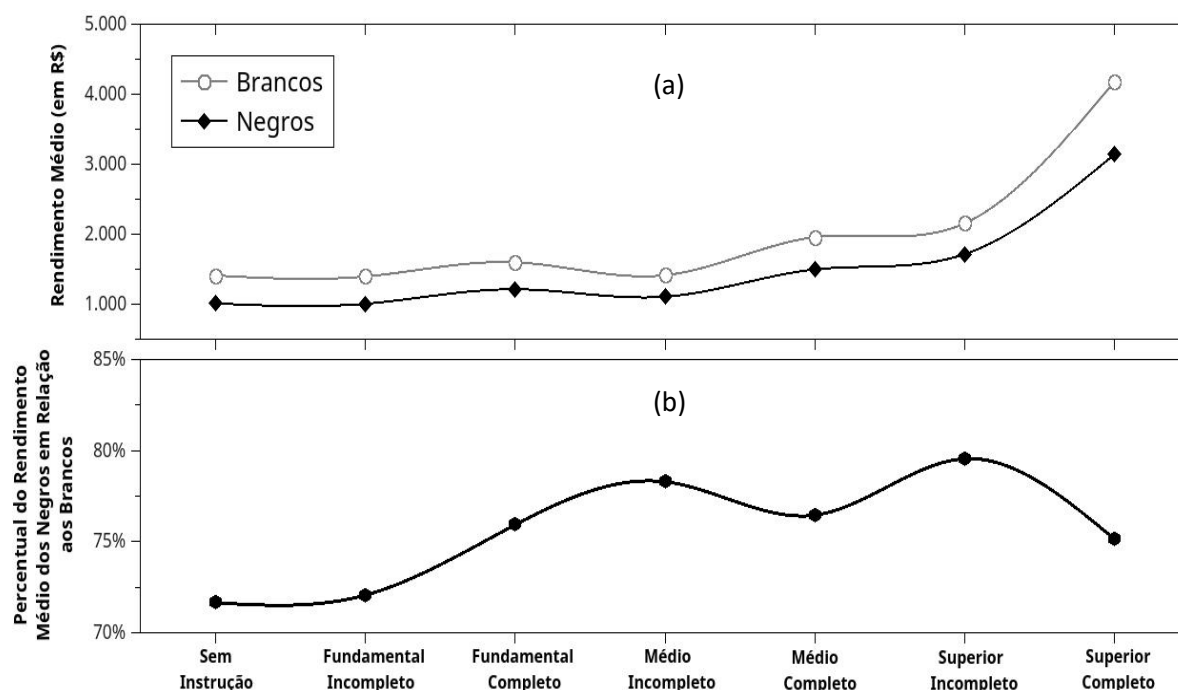 5.000
4.000
3.000
2.000
1.000
Rendimento Médio (em R$)
Brancos
Negros
(a)
85%
80%
75%
70%
Percentual do Rendimento
Médio dos Negros em Relação
aos Brancos
(b)
Sem
Instrução
Fundamental
Incompleto
Fundamental
Completo
Médio
Incompleto
Médio
Completo
Superior
Incompleto
Superior
Completo